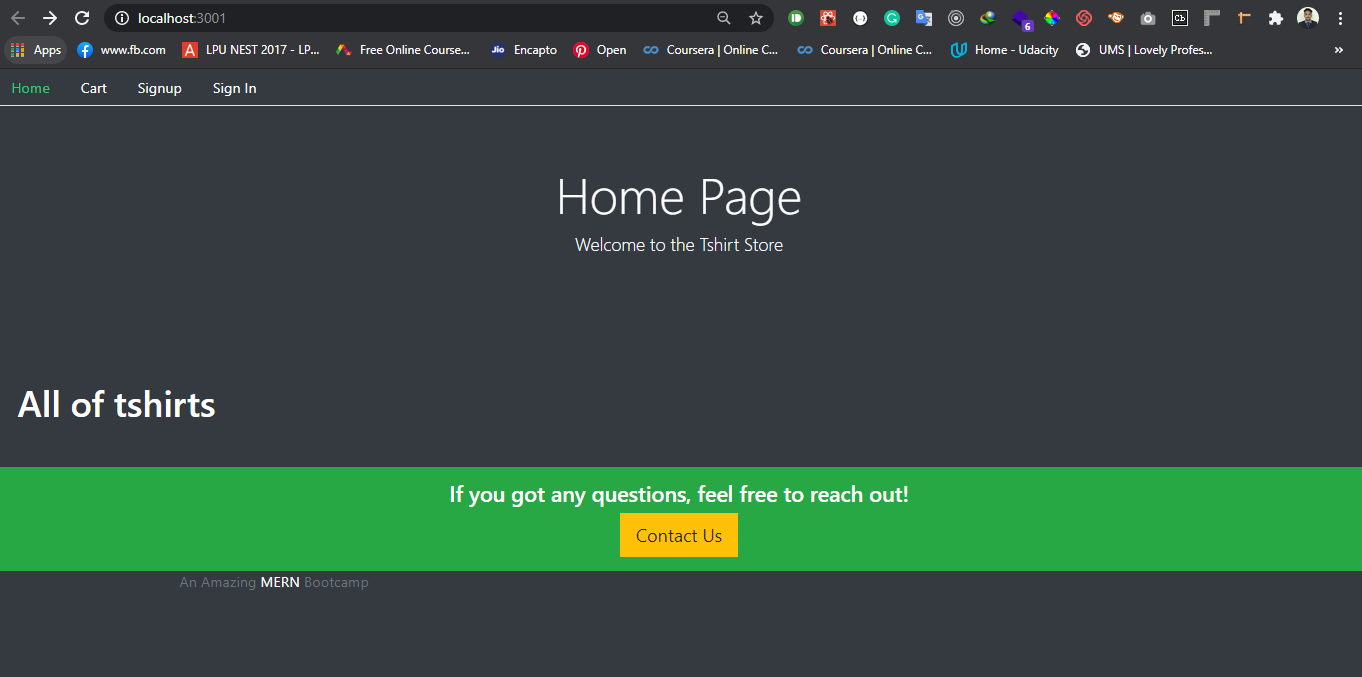 localhost:3001
6
Apps www.fb.com LPU NEST 2017 - LP... Free Online Course... Jio Encapto Open Coursera | Online C... Coursera | Online C... Home - Udacity UMS | Lovely Profes... »
Home Cart Signup Sign In
Home Page
Welcome to the Tshirt Store
All of tshirts
If you got any questions, feel free to reach out!
Contact Us
An Amazing MERN Bootcamp